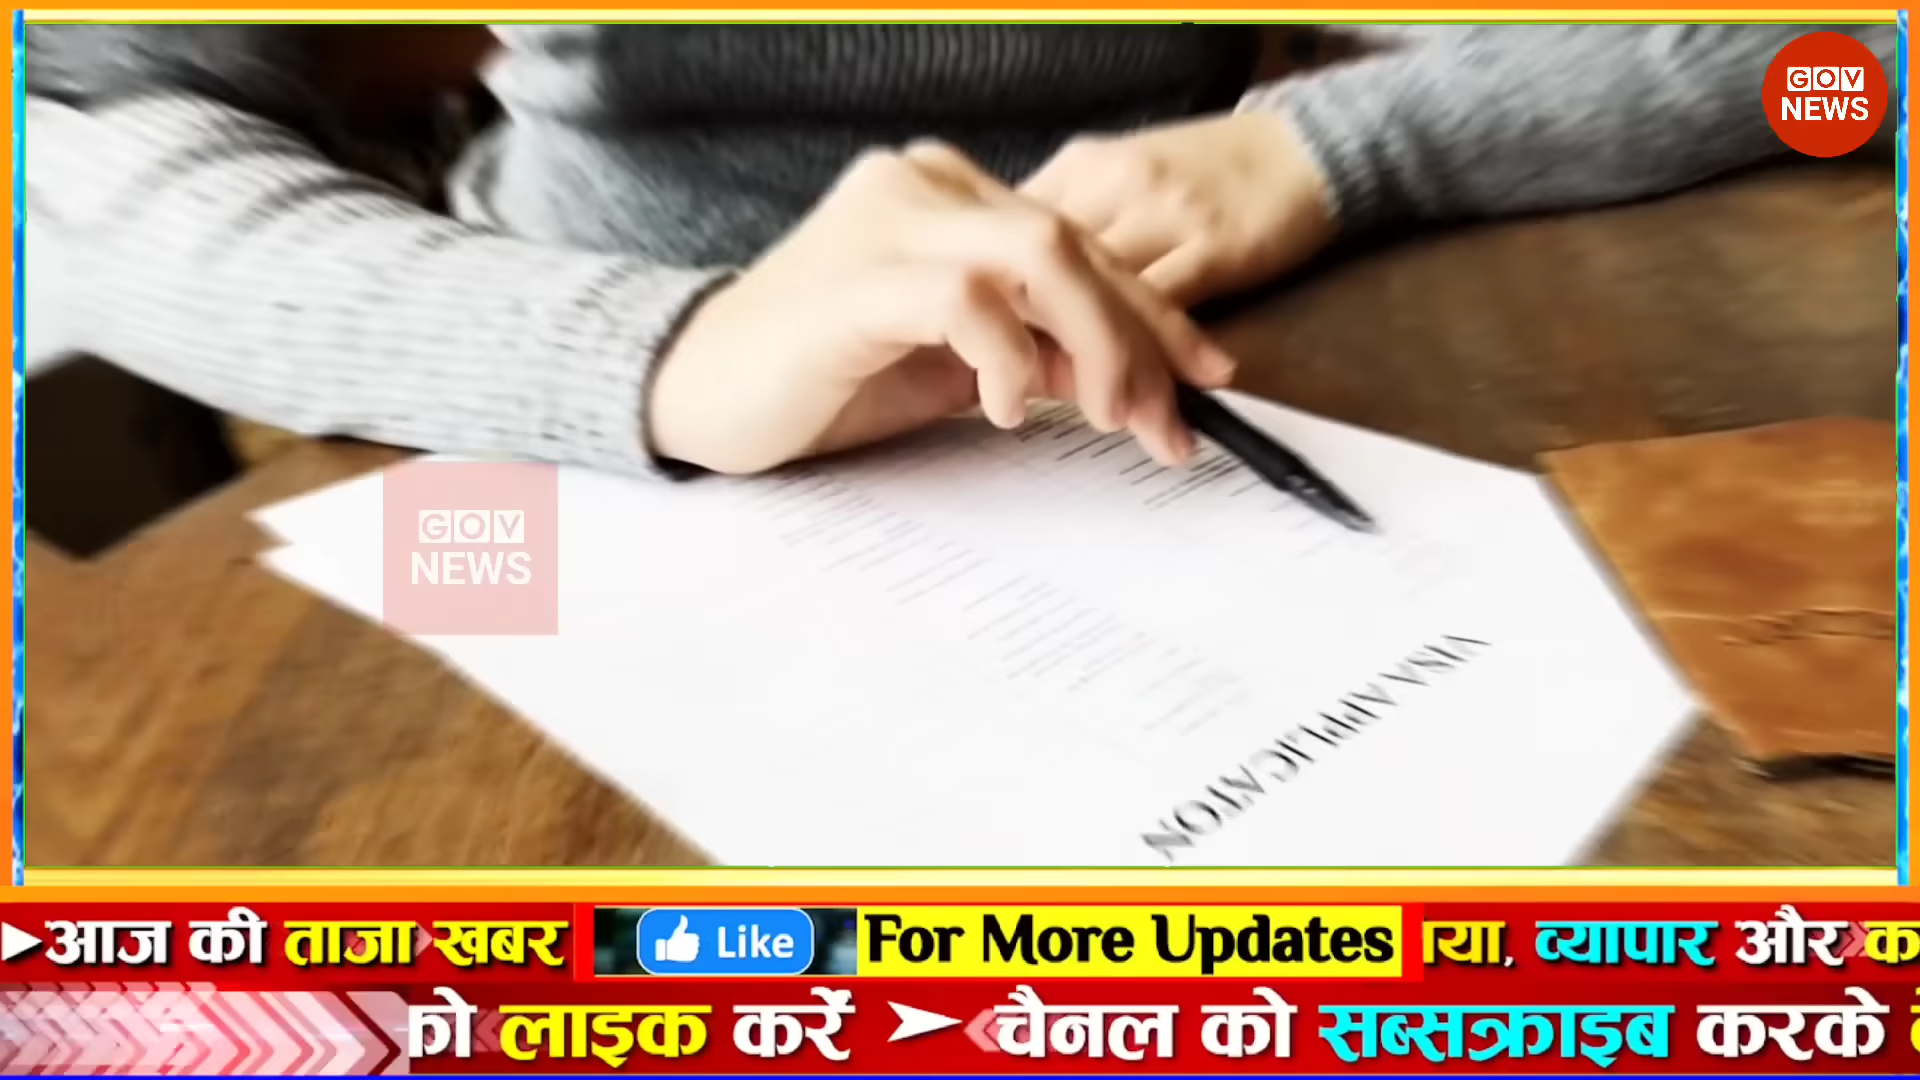 GOV
NEWS
GOV
NEWS
VISA APPLICATION
आज की ताजा खबर
Like
For More Updates
व्यापार और
को लाइक करें
चैनल को सब्सक्राइब करके